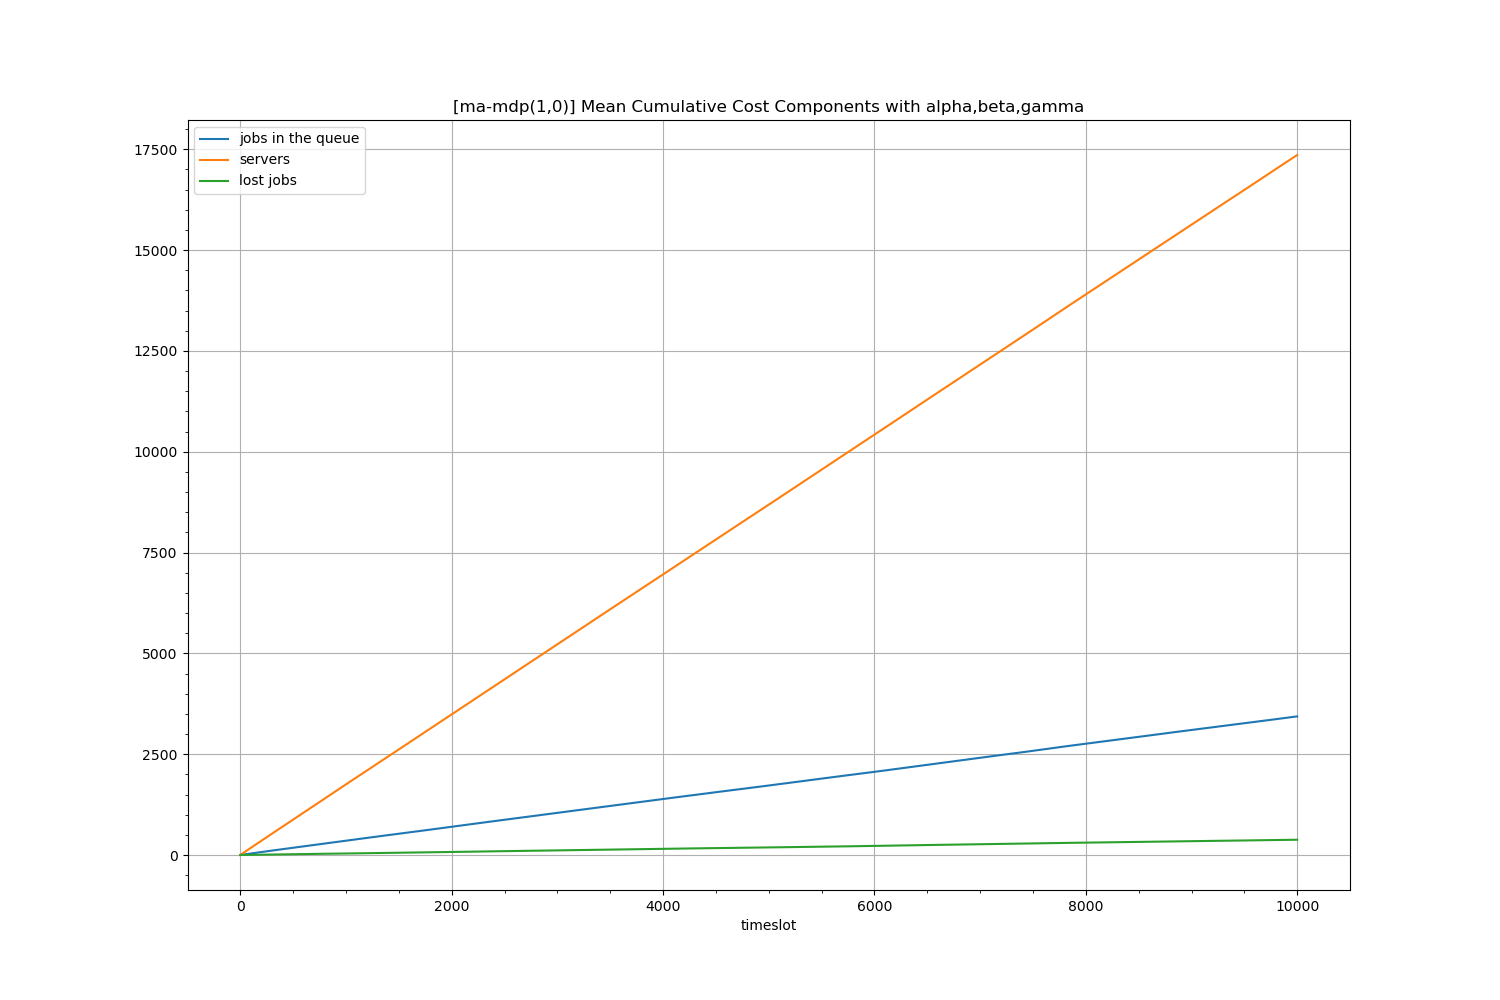 [ma-mdp(1,0)] Mean Cumulative Cost Components with alpha,beta,gamma
jobs in the queue
servers
lost jobs
17500
15000
12500
10000
7500
5000
2500
0
0 2000 4000 6000 8000 10000
timeslot